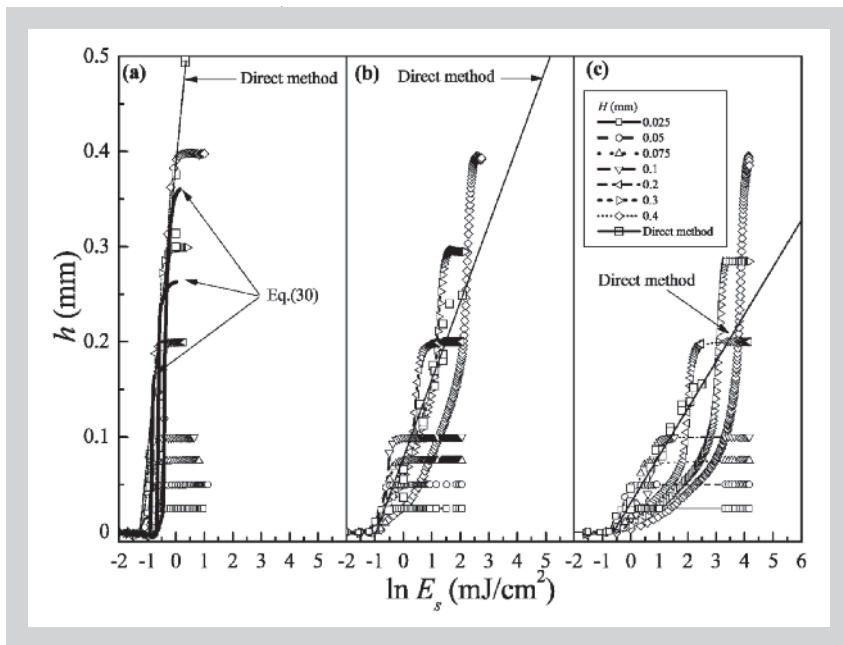 0.5
0.4
0.3
0.2
0.1
0
h (mm)
(a)
Direct method
Eq.(30)
(b)
Direct method
(c)
H (mm)
0.025
0.05
0.075
0.1
0.2
0.3
0.4
Direct method
Direct method
-2 -1 0 1 2 3 4 5
-2 -1 0 1 2 3 4 5
-2 -1 0 1 2 3 4 5 6
ln Es (mJ/cm²)